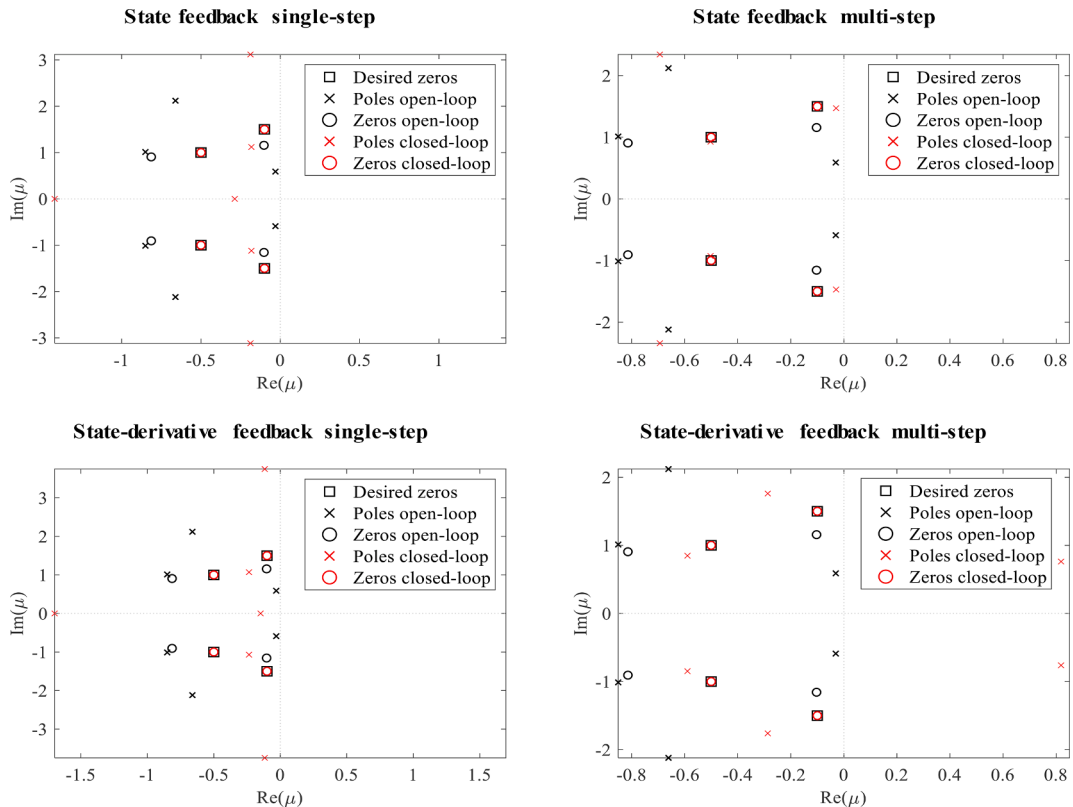 State feedback single-step
3
2
1
0
-1
-2
-3
Im(μ)
-1
-0.5
0
0.5
1
Re(μ)
Desired zeros
Poles open-loop
Zeros open-loop
Poles closed-loop
Zeros closed-loop
State feedback multi-step
2
1
0
-1
-2
Im(μ)
-0.8
-0.6
-0.4
-0.2
0
0.2
0.4
0.6
0.8
Re(μ)
Desired zeros
Poles open-loop
Zeros open-loop
Poles closed-loop
Zeros closed-loop
State-derivative feedback single-step
3
2
1
0
-1
-2
-3
Im(μ)
-1.5
-1
-0.5
0
0.5
1
1.5
Re(μ)
Desired zeros
Poles open-loop
Zeros open-loop
Poles closed-loop
Zeros closed-loop
State-derivative feedback multi-step
2
1
0
-1
-2
Im(μ)
-0.8
-0.6
-0.4
-0.2
0
0.2
0.4
0.6
0.8
Re(μ)
Desired zeros
Poles open-loop
Zeros open-loop
Poles closed-loop
Zeros closed-loop